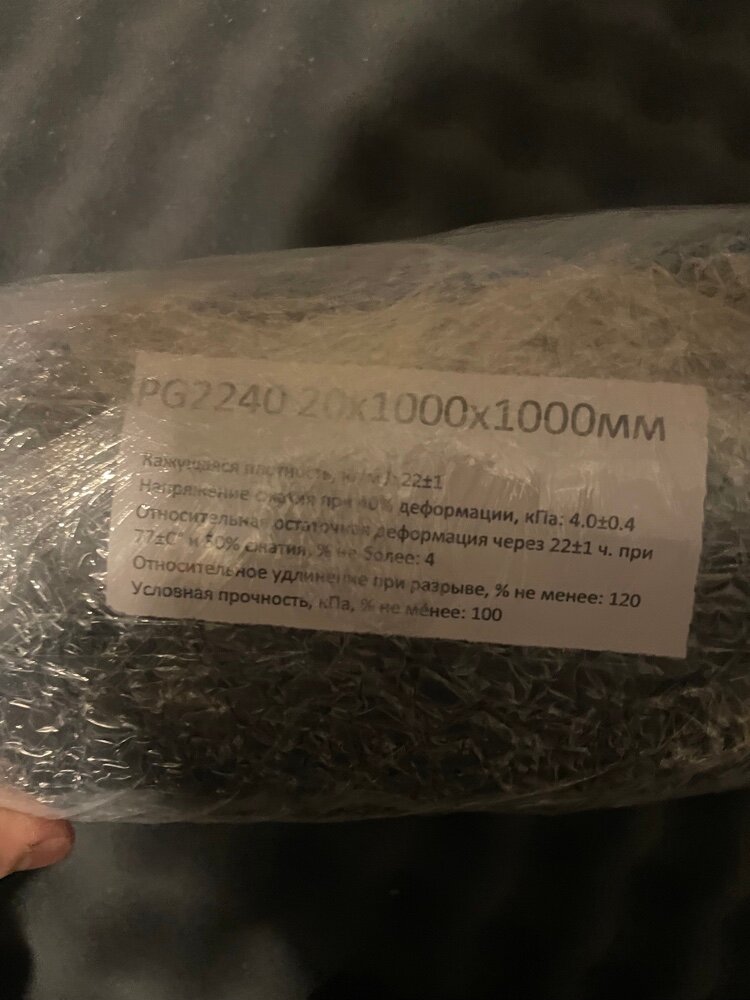 PG2240 20x1000x1000мм
Кажущаяся плотность, кг/м3: 22±1
Напряжение сжатия при 40% деформации, кПа: 4.0±0.4
Относительная остаточная деформация через 22±1 ч. при
77±С° и 50% сжатия, % не более: 4
Относительное удлинение при разрыве, % не менее: 120
Условная прочность, кПа, % не менее: 100